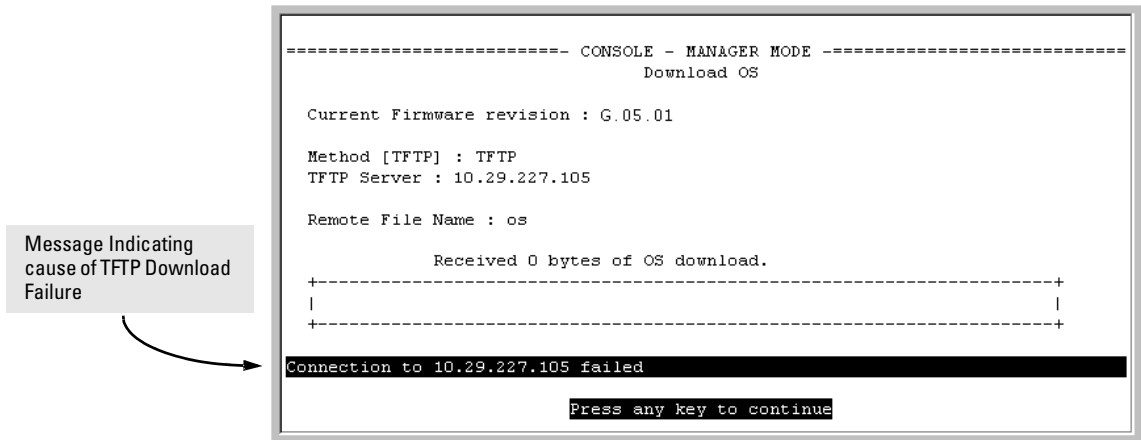 ===========================- CONSOLE - MANAGER MODE -============================
Download OS
Current Firmware revision : G.05.01
Method [TFTP] : TFTP
TFTP Server : 10.29.227.105
Remote File Name : os
Message Indicating
cause of TFTP Download
Failure
Received 0 bytes of OS download.
+----------------------------------------------------------------------+
|                                                                      |
+----------------------------------------------------------------------+
Connection to 10.29.227.105 failed
Press any key to continue